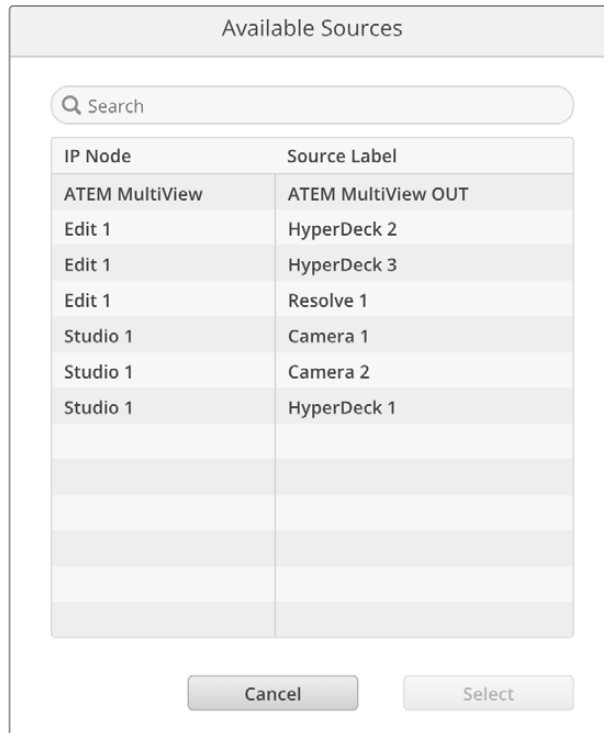 Available Sources
Search
IP Node Source Label
ATEM MultiView ATEM MultiView OUT
Edit 1 HyperDeck 2
Edit 1 HyperDeck 3
Edit 1 Resolve 1
Studio 1 Camera 1
Studio 1 Camera 2
Studio 1 HyperDeck 1
Cancel Select